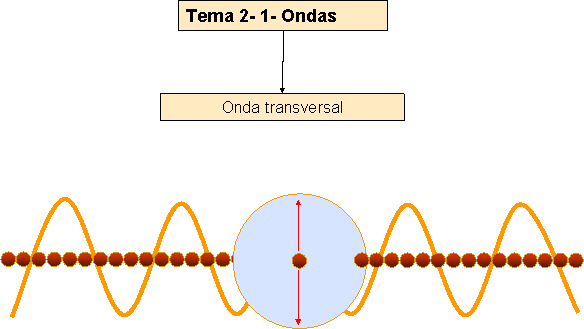 Tema 2- 1- Ondas
Onda transversal